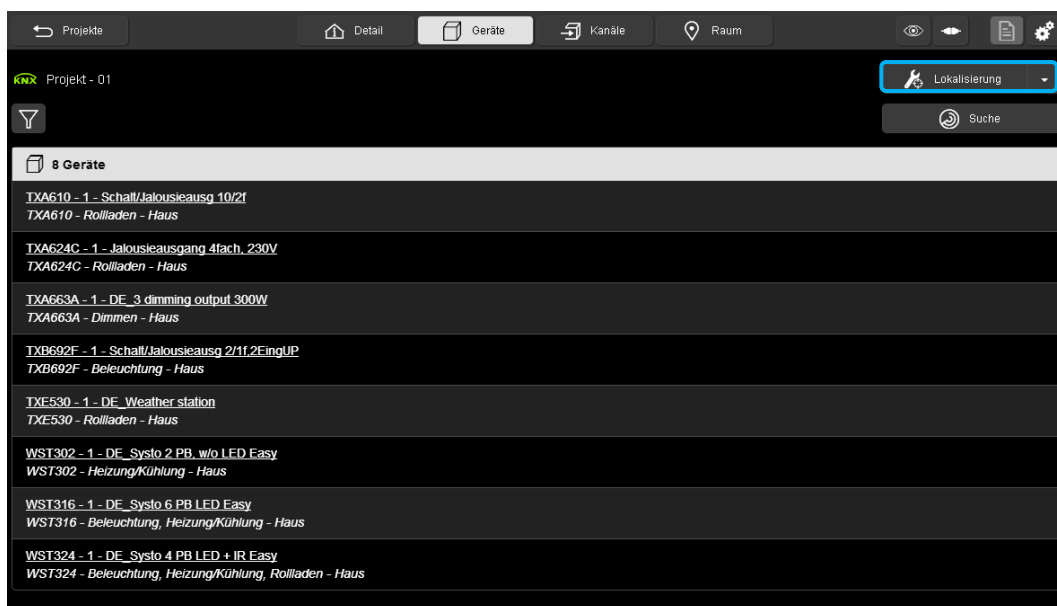 Projekte Detail Geräte Kanäle Raum
KNX Projekt - 01 Lokalisierung
Suche
8 Geräte
TXA610 - 1 - Schalt/Jalousieausg 10/2f
TXA610 - Rollladen - Haus
TXA624C - 1 - Jalousieausgang 4fach, 230V
TXA624C - Rollladen - Haus
TXA663A - 1 - DE_3 dimming output 300W
TXA663A - Dimmen - Haus
TXB692F - 1 - Schalt/Jalousieausg 2/1f,2EingUP
TXB692F - Beleuchtung - Haus
TXE530 - 1 - DE_Weather station
TXE530 - Rollladen - Haus
WST302 - 1 - DE_Systo 2 PB, w/o LED Easy
WST302 - Heizung/Kühlung - Haus
WST316 - 1 - DE_Systo 6 PB LED Easy
WST316 - Beleuchtung, Heizung/Kühlung - Haus
WST324 - 1 - DE_Systo 4 PB LED + IR Easy
WST324 - Beleuchtung, Heizung/Kühlung, Rollladen - Haus